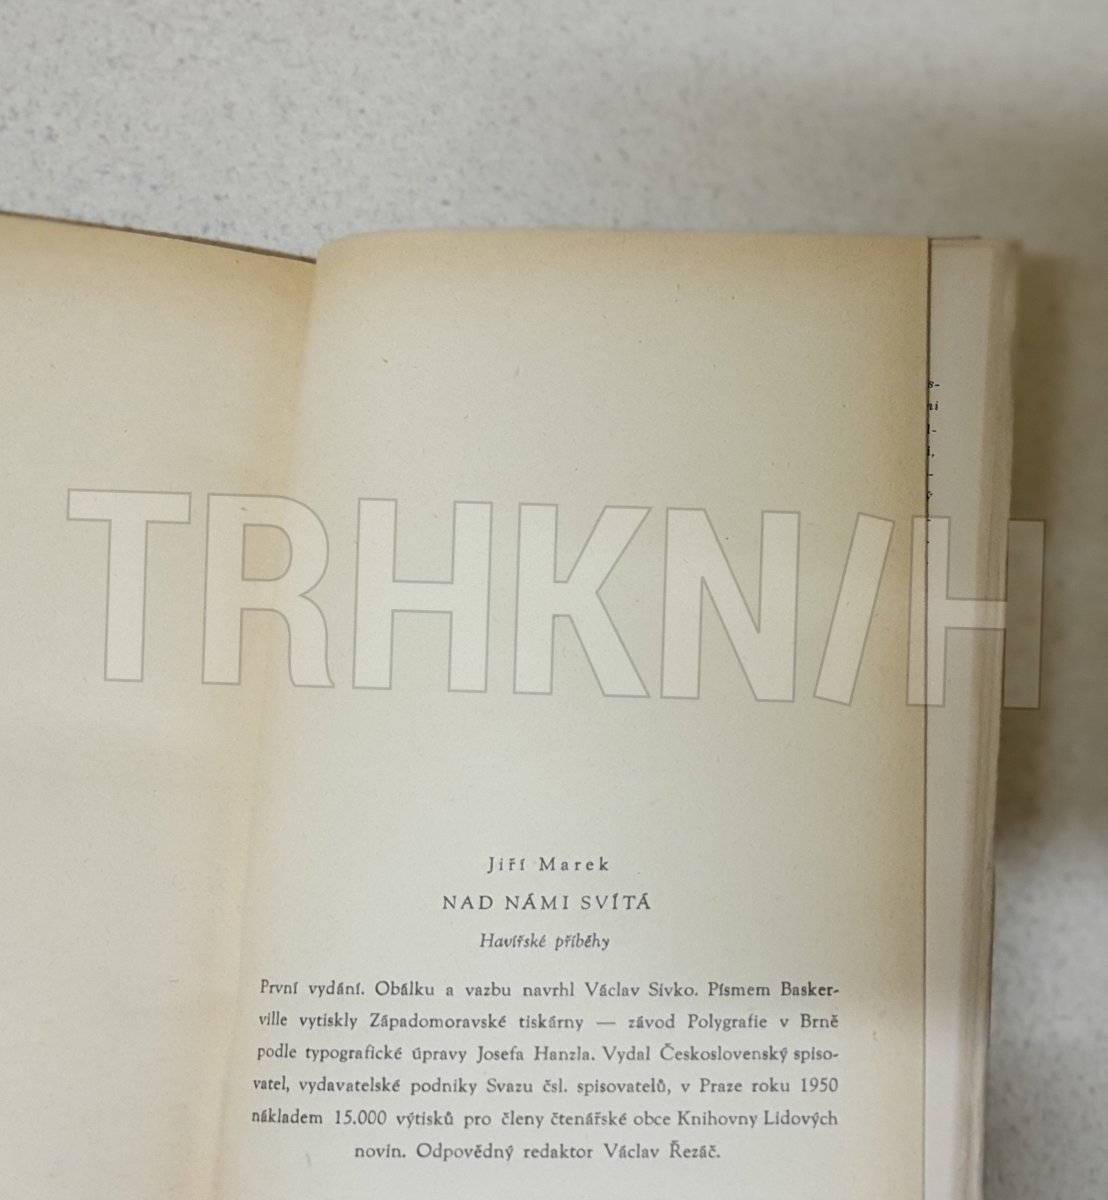 s-
ni
l-
TRHKN/H
Jiří Marek
NAD NÁMI SVÍTÁ
Havířské příběhy
První vydání. Obálku a vazbu navrhl Václav Sivko. Písmem Basker-
ville vytiskly Západomoravské tiskárny — závod Polygrafie v Brně
podle typografické úpravy Josefa Hanzla. Vydal Československý spiso-
vatel, vydavatelské podniky Svazu čsl. spisovatelů, v Praze roku 1950
nákladem 15.000 výtisků pro členy čtenářské obce Knihovny Lidových
novin. Odpovědný redaktor Václav Řezáč.